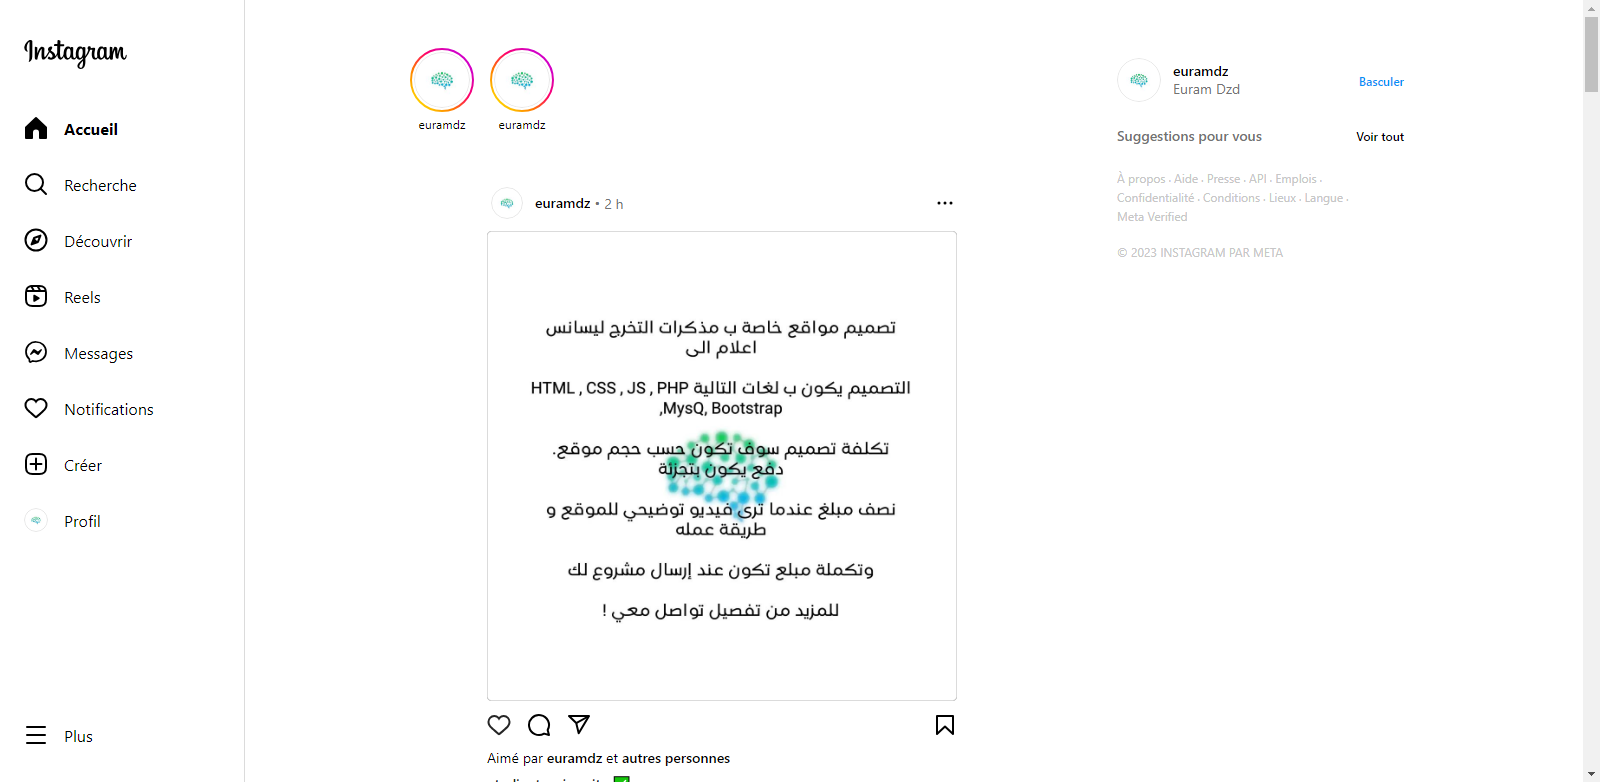 Instagram
Accueil
Recherche
Découvrir
Reels
Messages
Notifications
Créer
Profil
Plus
euramdz
euramdz
euramdz • 2 h
تصميم مواقع خاصة ب مذكرات التخرج ليسانس
اعلام الى
التصميم يكون ب لغات التالية HTML , CSS , JS , PHP
,MysQ, Bootstrap
تكلفة تصميم سوف تكون حسب حجم موقع.
دفع يكون بتجزئة
نصف مبلغ عندما ترى فيديو توضيحي للموقع و
طريقة عمله
وتكملة مبلع تكون عند إرسال مشروع لك
للمزيد من تفصيل تواصل معي !
Aimé par euramdz et autres personnes
euramdz
Euram Dzd
Basculer
Suggestions pour vous
Voir tout
À propos . Aide . Presse . API . Emplois .
Confidentialité . Conditions . Lieux . Langue .
Meta Verified
© 2023 INSTAGRAM PAR META